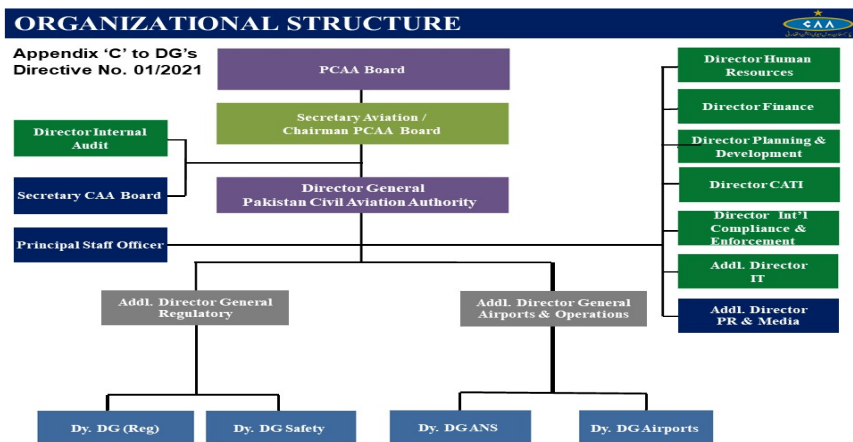 ORGANIZATIONAL STRUCTURE
CAA
Appendix ‘C’ to DG’s
Directive No. 01/2021
PCAA Board
Secretary Aviation /
Chairman PCAA Board
Director Internal
Audit
Secretary CAA Board
Director General
Pakistan Civil Aviation Authority
Principal Staff Officer
Director Human
Resources
Director Finance
Director Planning &
Development
Director CATI
Director Int’l
Compliance &
Enforcement
Addl. Director
IT
Addl. Director
PR & Media
Addl. Director General
Regulatory
Addl. Director General
Airports & Operations
Dy. DG (Reg)
Dy. DG Safety
Dy. DG ANS
Dy. DG Airports